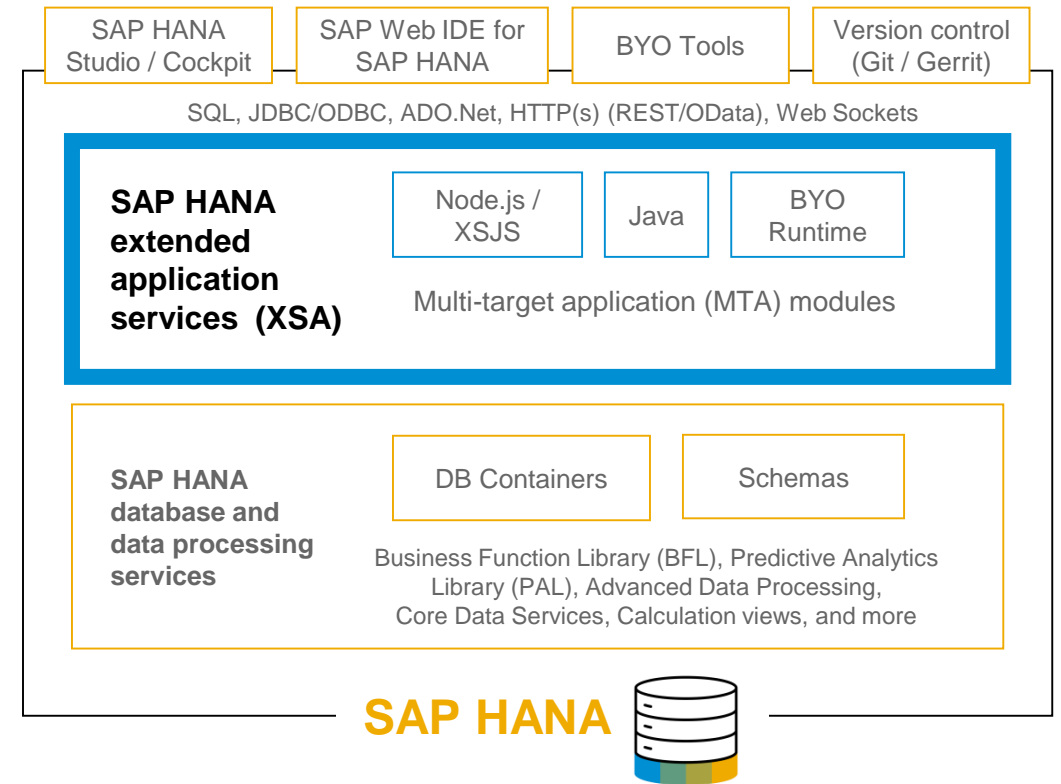 SAP HANA
Studio / Cockpit
SAP Web IDE for
SAP HANA
BYO Tools
Version control
(Git / Gerrit)
SQL, JDBC/ODBC, ADO.Net, HTTP(s) (REST/OData), Web Sockets
SAP HANA
extended
application
services (XSA)
Node.js /
XSJS
Java
BYO
Runtime
Multi-target application (MTA) modules
SAP HANA
database and
data processing
services
DB Containers
Schemas
Business Function Library (BFL), Predictive Analytics
Library (PAL), Advanced Data Processing,
Core Data Services, Calculation views, and more
SAP HANA